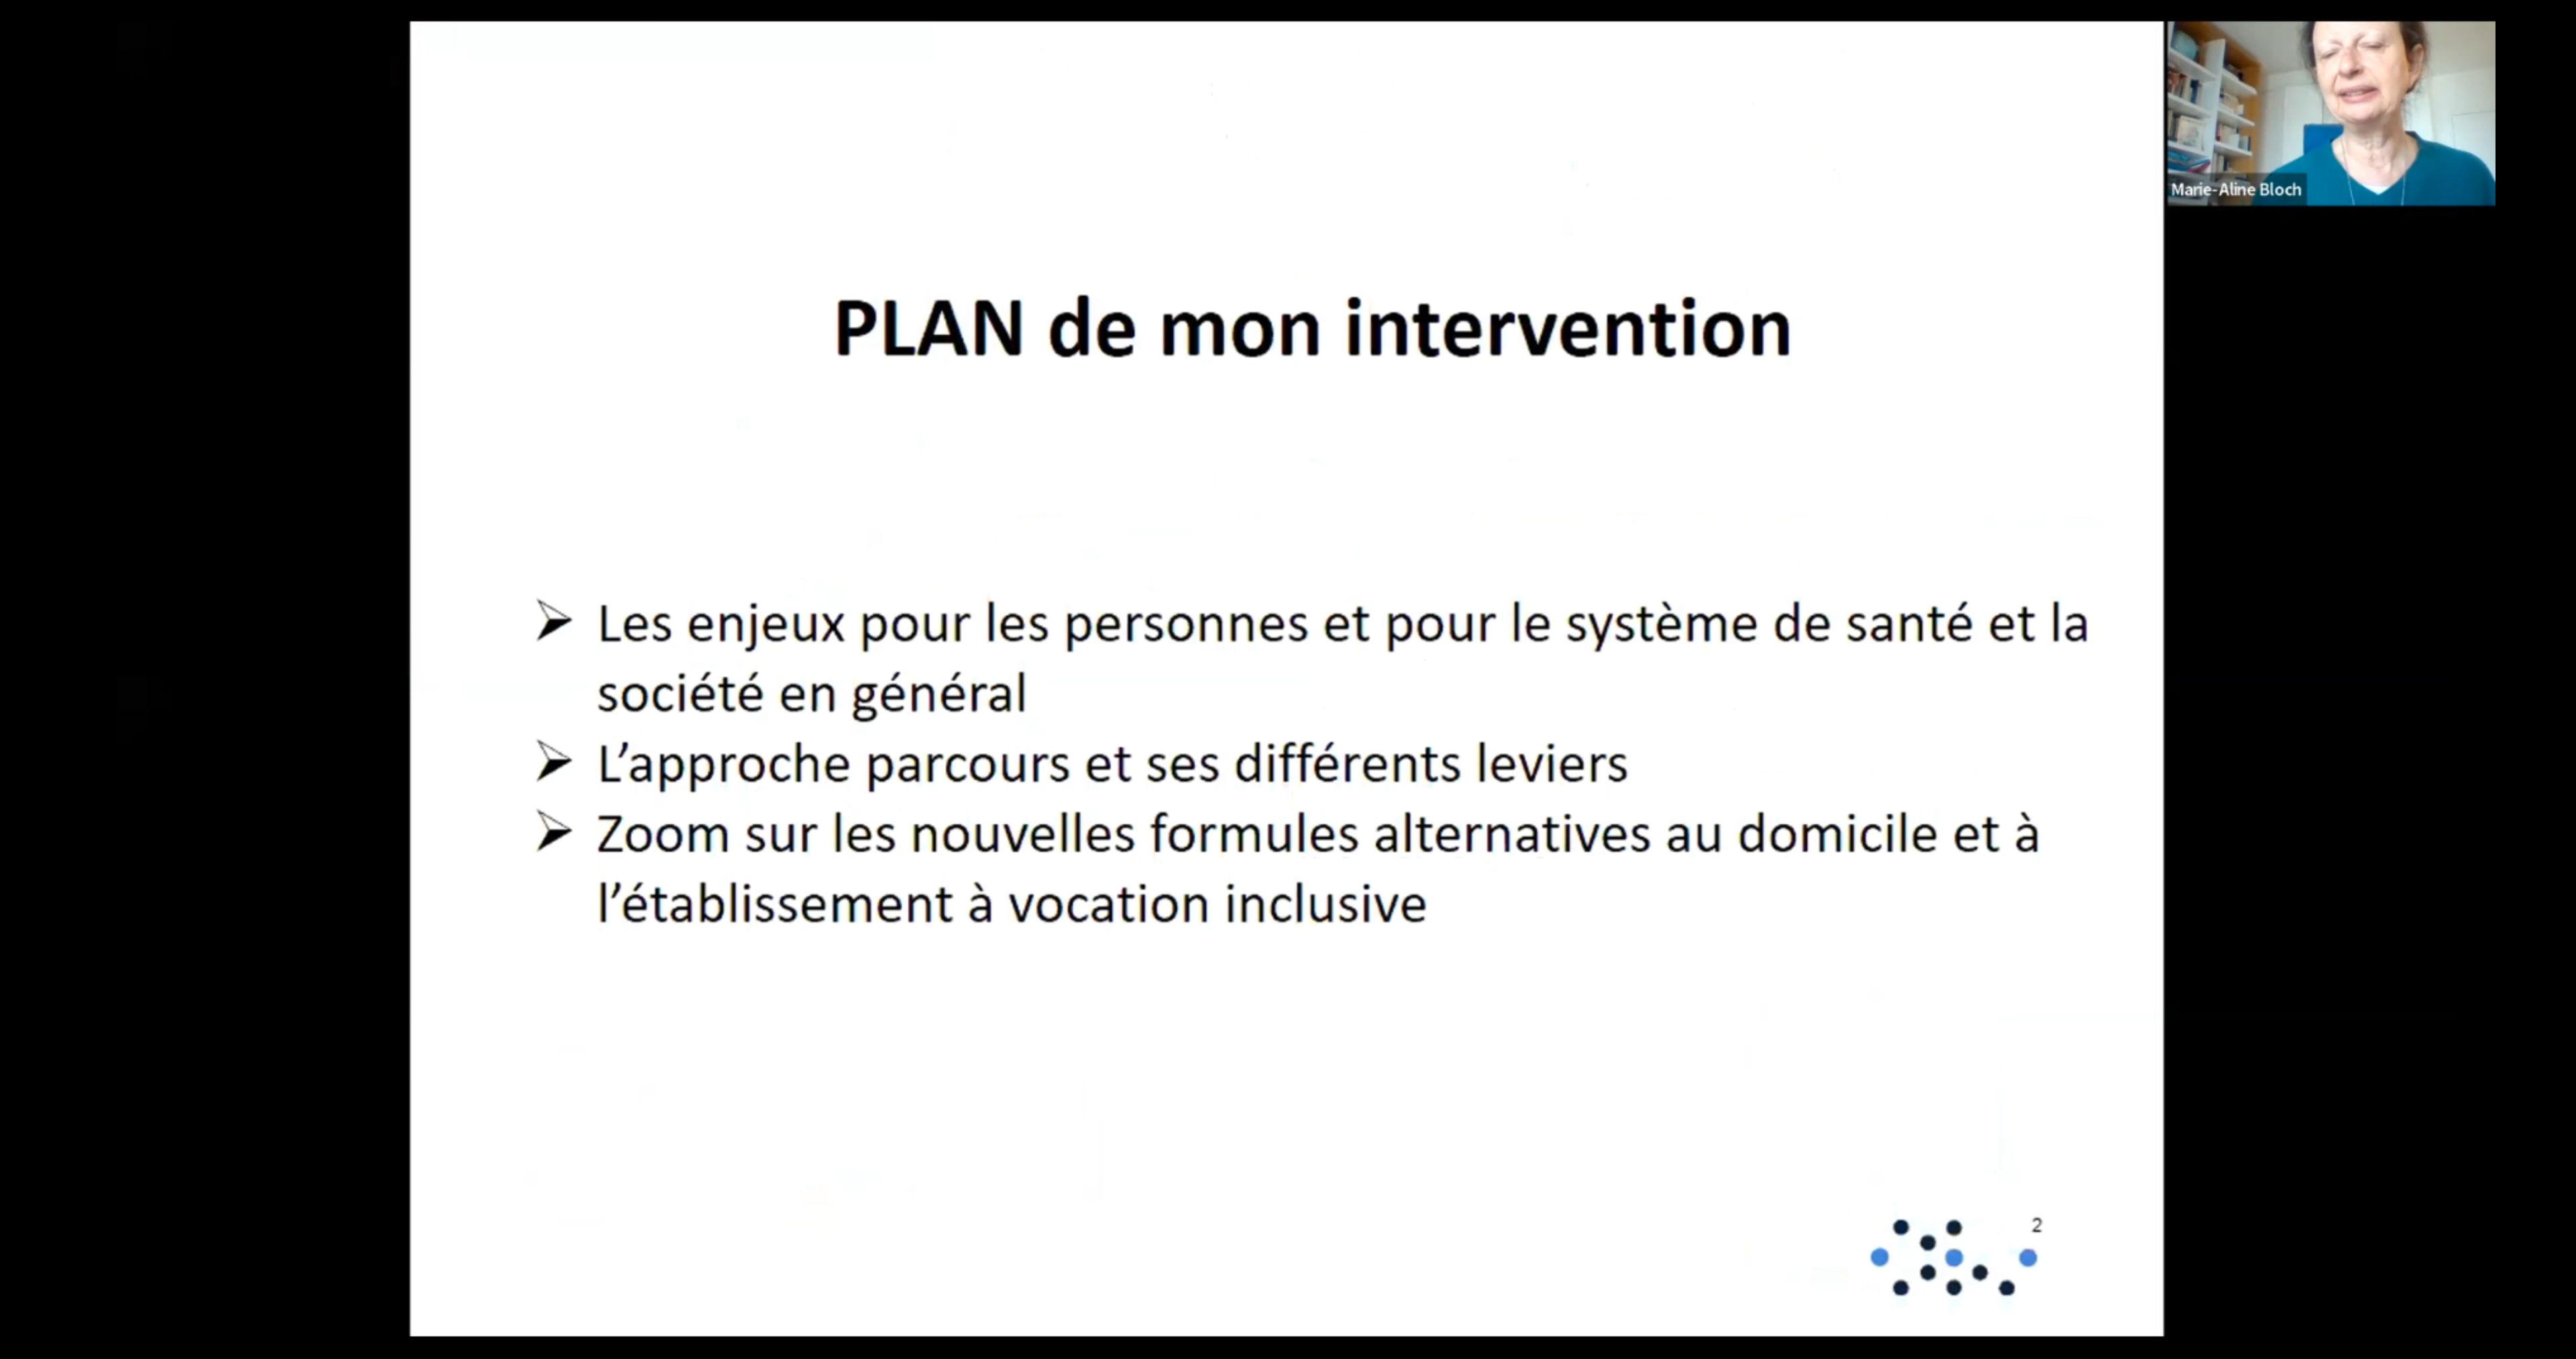 PLAN de mon intervention
Les enjeux pour les personnes et pour le système de santé et la
société en général
L’approche parcours et ses différents leviers
Zoom sur les nouvelles formules alternatives au domicile et à
l’établissement à vocation inclusive
2
Marie-Aline Bloch